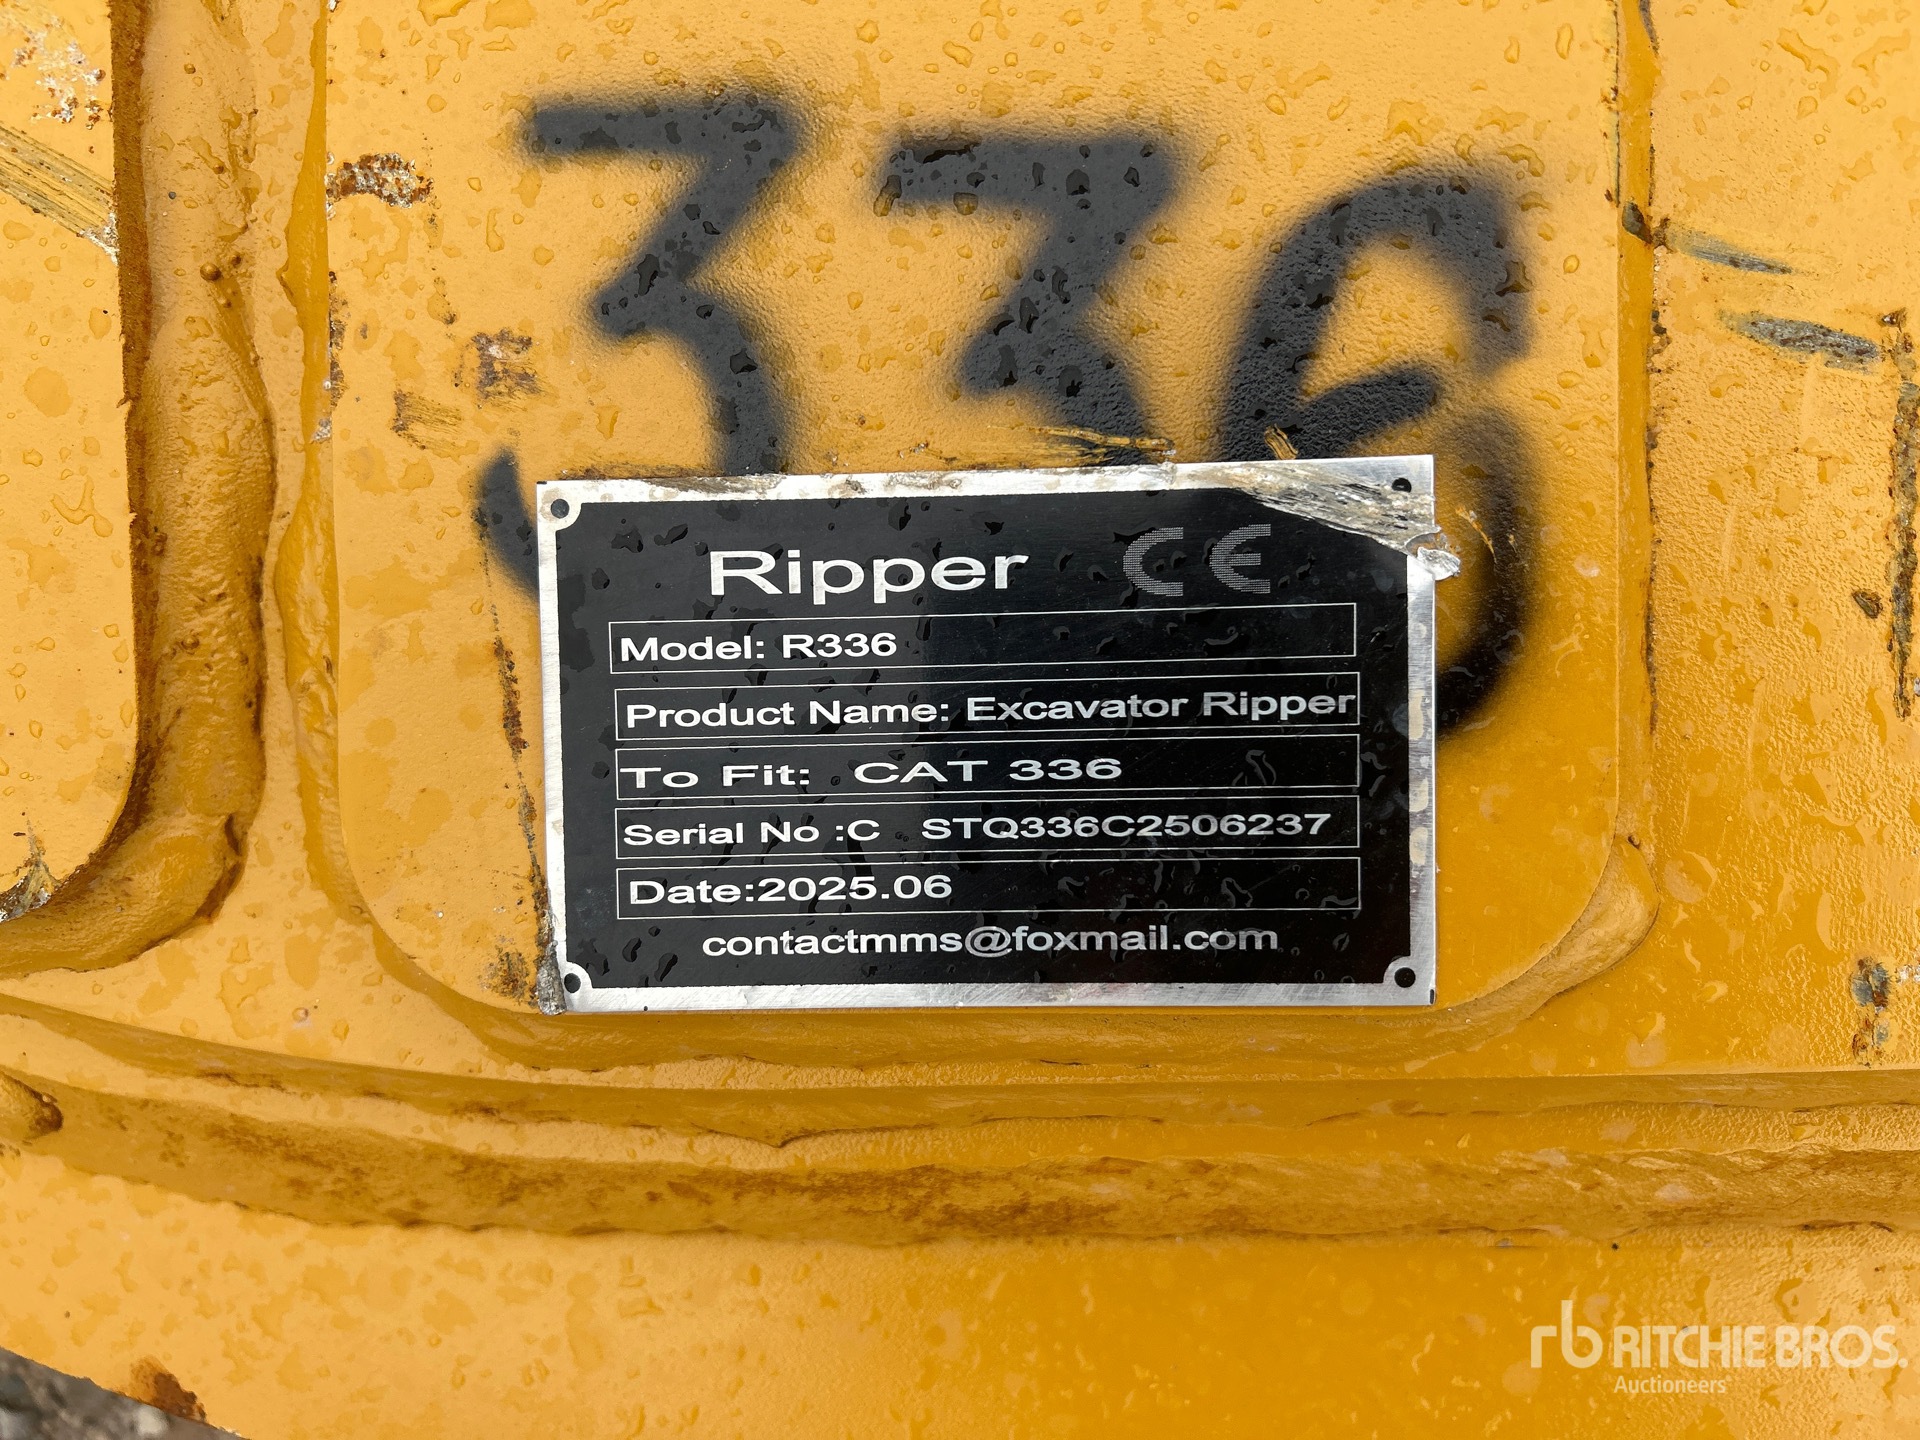 336
Ripper CE
Model: R336
Product Name: Excavator Ripper
To Fit: CAT 336
Serial No :C STQ336C2506237
Date:2025.06
contactmms@foxmail.com
rb RITCHIE BROS.
Auctioneers